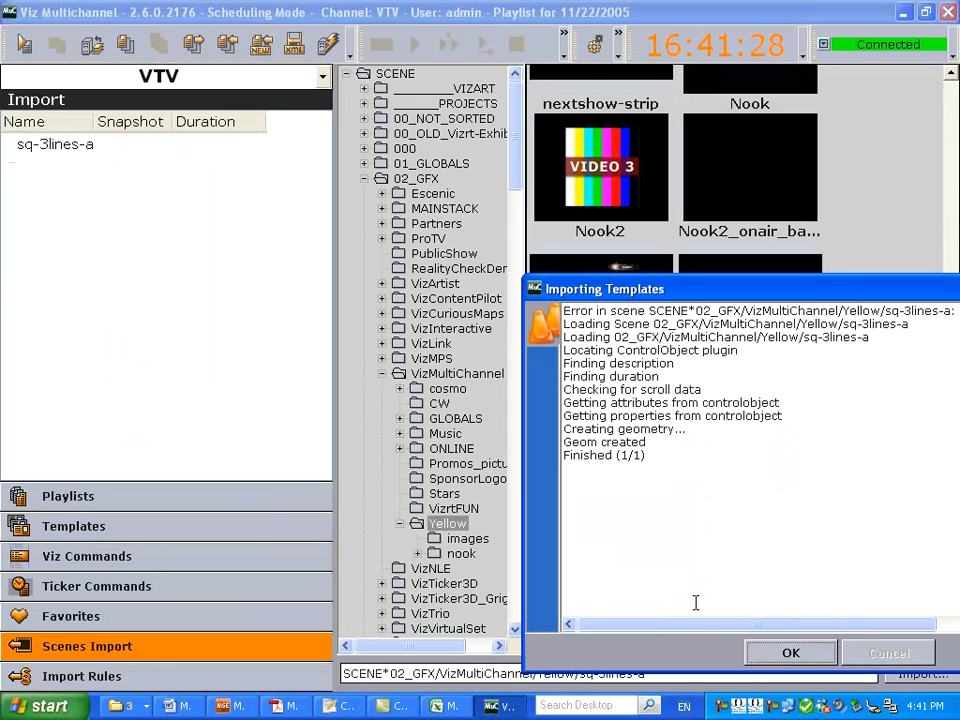 Viz Multichannel - 2.6.0.2176 - Scheduling Mode - Channel: VTV - User: admin - Playlist for 11/22/2005
16:41:28
Connected
VTV
Import
Name Snapshot Duration
sq-3lines-a
SCENE
________VIZART
______PROJECTS
00_NOT_SORTED
00_OLD_Vizrt-Exhib
000
01_GLOBALS
02_GFX
Escenic
MAINSTACK
Partners
ProTV
PublicShow
RealityCheckDer
VizArtist
VizContentPilot
VizCuriousMaps
VizInteractive
VizLink
VizMPS
VizMultiChannel
cosmo
CW
GLOBALS
Music
ONLINE
Promos_pictu
SponsorLogo
Stars
VizrtFUN
Yellow
images
nook
VizNLE
VizTicker3D
VizTicker3D_Grig
VizTrio
VizVirtualSet
SCENE*02_GFX/VizMultiChannel/Yellow/sq-3lines-a
Import...
nextshow-strip
Nook
VIDEO 3
Nook2
Nook2_onair_ba...
Importing Templates
Error in scene SCENE*02_GFX/VizMultiChannel/Yellow/sq-3lines-a:
Loading Scene 02_GFX/VizMultiChannel/Yellow/sq-3lines-a
Loading 02_GFX/VizMultiChannel/Yellow/sq-3lines-a
Locating ControlObject plugin
Finding description
Finding duration
Checking for scroll data
Getting attributes from controlobject
Getting properties from controlobject
Creating geometry...
Geom created
Finished (1/1)
OK
Cancel
Playlists
Templates
Viz Commands
Ticker Commands
Favorites
Scenes Import
Import Rules
start
3
M.
M.
M.
C..
C.
M.
V..
Search Desktop
EN
4:41 PM